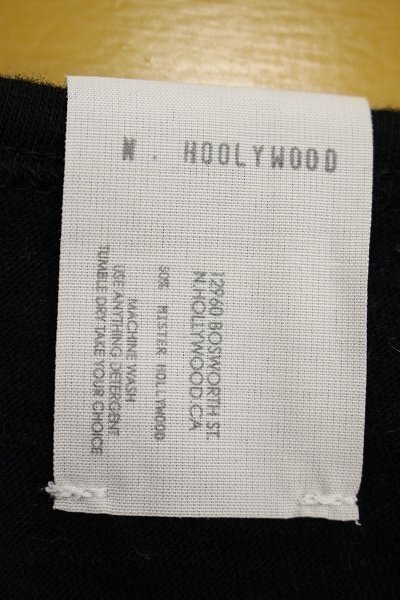 N. HOOLYWOOD
12960 BOSWORTH ST.
N.HOLLYWOOD.CA
50% MISTER HOLLYWOOD
MACHINE WASH
USE ANYTHING DETERGENT
TUMBLE DRY TAKE YOUR CHOICE